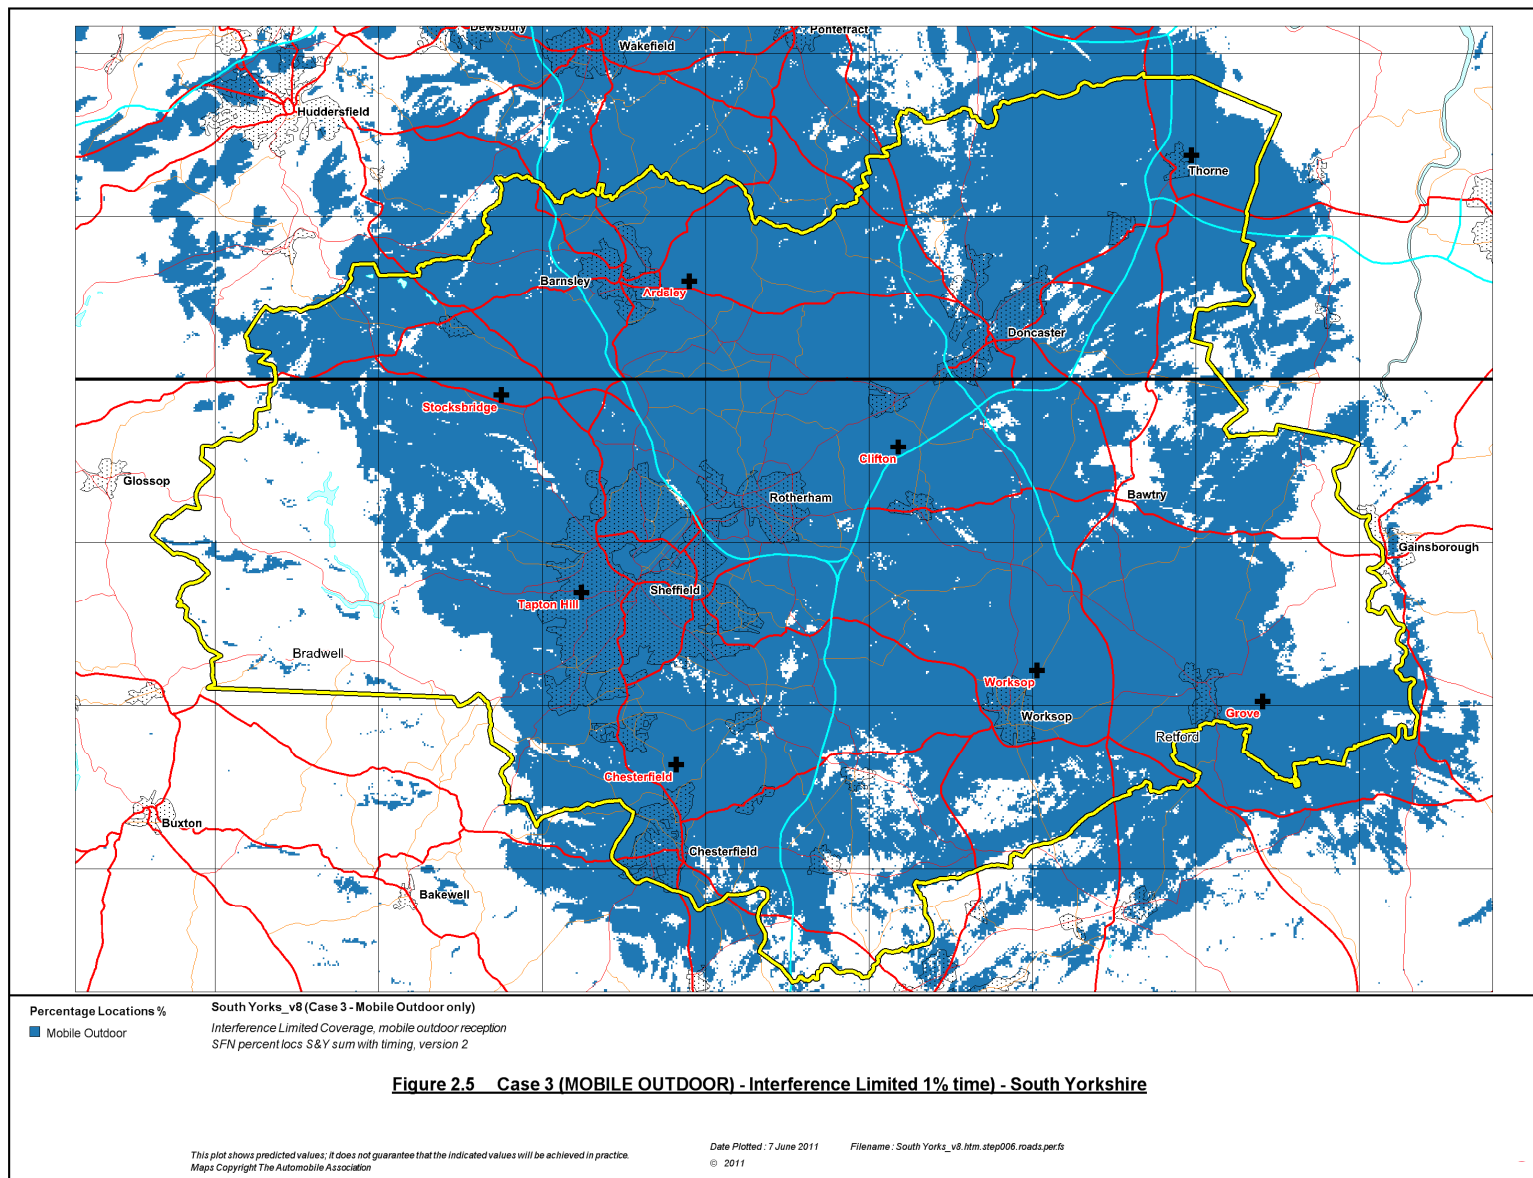 Dewsbury
Pontefract
Wakefield
Huddersfield
Thorne
Barnsley
Ardsley
Doncaster
Stocksbridge
Clifton
Glossop
Rotherham
Bawtry
Gainsborough
Sheffield
Tapton Hill
Bradwell
Worksop
Worksop
Grove
Retford
Chesterfield
Buxton
Chesterfield
Bakewell
Percentage Locations %
Mobile Outdoor
South Yorks_v8 (Case 3 - Mobile Outdoor only)
Interference Limited Coverage, mobile outdoor reception
SFN percent locs S&Y sum with timing, version 2
Figure 2.5 Case 3 (MOBILE OUTDOOR) - Interference Limited 1% time) - South Yorkshire
This plot shows predicted values; it does not guarantee that the indicated values will be achieved in practice.
Maps Copyright The Automobile Association
Date Plotted : 7 June 2011 Filename : South Yorks_v8.htm.step006.roads.per.fs
© 2011